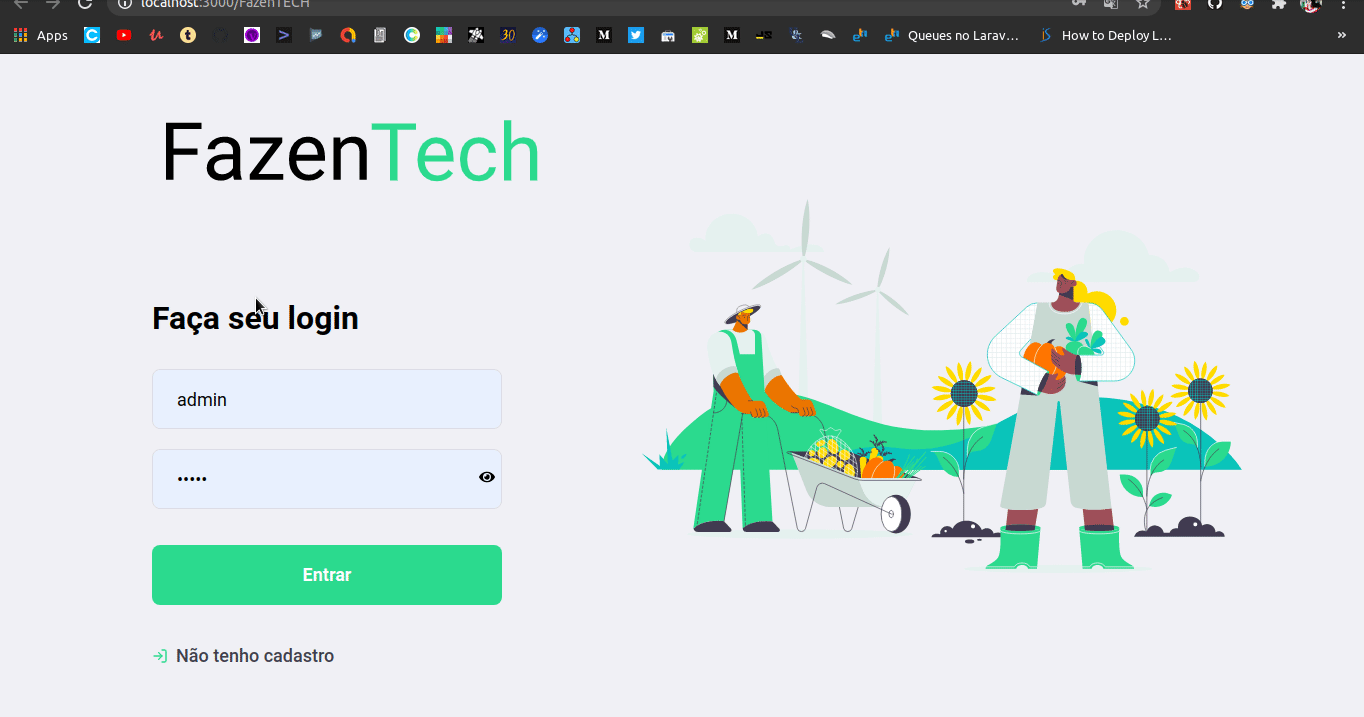 localhost:3000/FazenTECH
Apps
Queues no Larav...
How to Deploy L...
FazenTech
Faça seu login
admin
•••••
Entrar
Não tenho cadastro